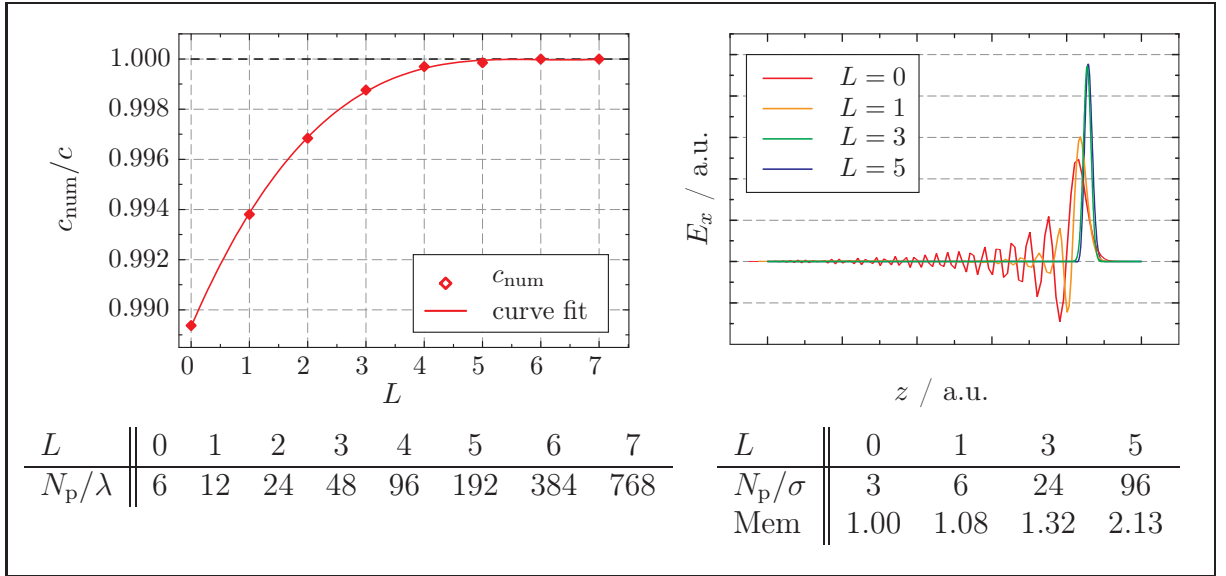 1.000
0.998
0.996
0.994
0.992
0.990
c_num/c
c_num
curve fit
0 1 2 3 4 5 6 7
L
L 0 1 2 3 4 5 6 7
N_p/λ 6 12 24 48 96 192 384 768
L = 0
L = 1
L = 3
L = 5
E_x / a.u.
z / a.u.
L 0 1 3 5
N_p/σ 3 6 24 96
Mem 1.00 1.08 1.32 2.13